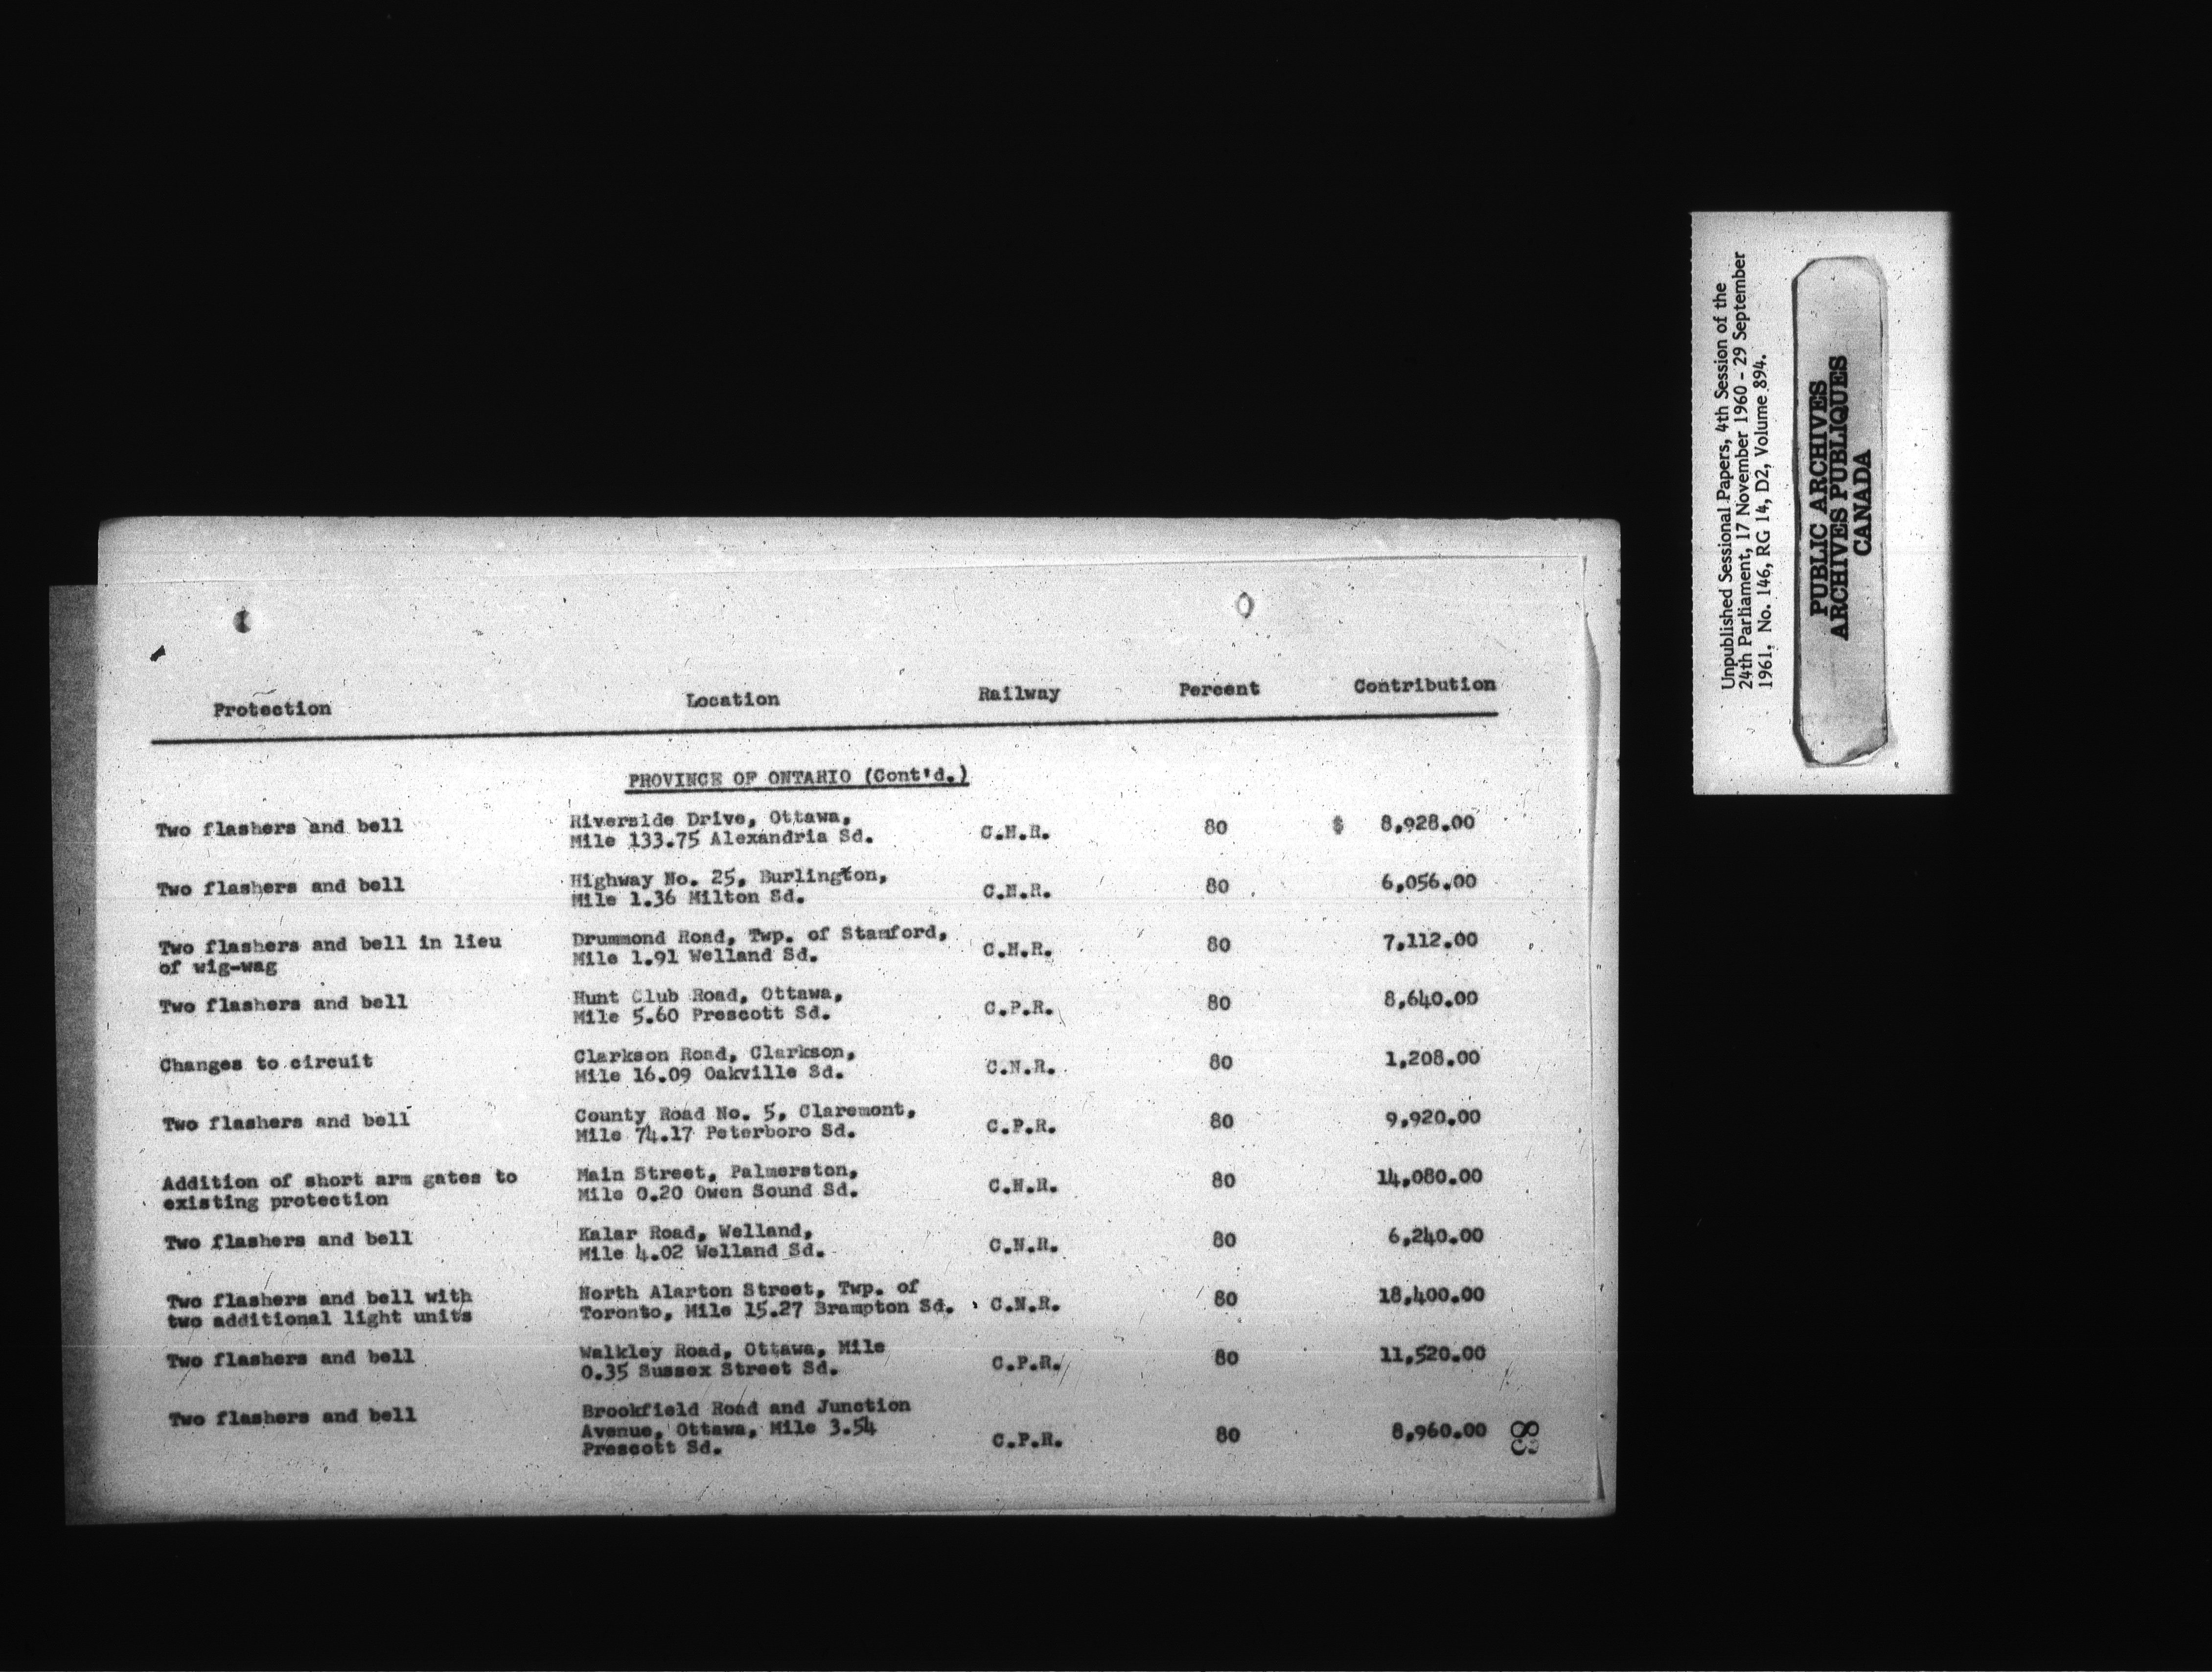 Protection Location Railway Percent Contribution
PROVINCE OF ONTARIO (Cont'd.)
Two flashers and bell Riverside Drive, Ottawa, C.N.R. 80 $ 8,928.00
Mile 133.75 Alexandria Sd.
Two flashers and bell Highway No. 25, Burlington, C.N.R. 80 6,056.00
Mile 1.36 Milton Sd.
Two flashers and bell in lieu Drummond Road, Twp. of Stamford, C.N.R. 80 7,112.00
of wig-wag Mile 1.91 Welland Sd.
Two flashers and bell Hunt Club Road, Ottawa, C.P.R. 80 8,640.00
Mile 5.60 Prescott Sd.
Changes to circuit Clarkson Road, Clarkson, C.N.R. 80 1,208.00
Mile 16.09 Oakville Sd.
Two flashers and bell County Road No. 5, Claremont, C.P.R. 80 9,920.00
Mile 74.17 Peterboro Sd.
Addition of short arm gates to Main Street, Palmerston, C.N.R. 80 14,080.00
existing protection Mile 0.20 Owen Sound Sd.
Two flashers and bell Kalar Road, Welland, C.N.R. 80 6,240.00
Mile 4.02 Welland Sd.
Two flashers and bell with North Alarton Street, Twp. of C.N.R. 80 18,400.00
two additional light units Toronto, Mile 15.27 Brampton Sd.
Two flashers and bell Walkley Road, Ottawa, Mile C.P.R. 80 11,520.00
0.35 Sussex Street Sd.
Two flashers and bell Brookfield Road and Junction
Avenue, Ottawa, Mile 3.54 C.P.R. 80 8,960.00
Prescott Sd.
Unpublished Sessional Papers, 4th Session of the
24th Parliament, 17 November 1960 - 29 September
1961. No. 146, RG 14, D2, Volume 894.
PUBLIC ARCHIVES
ARCHIVES PUBLIQUES
CANADA